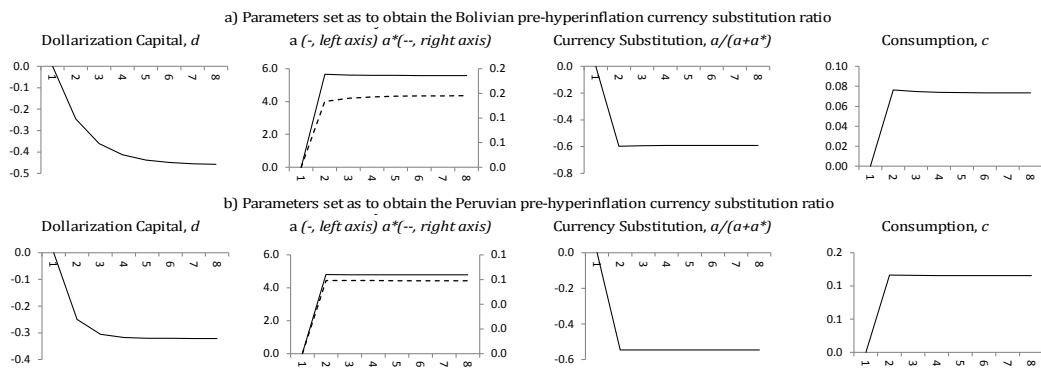 a) Parameters set as to obtain the Bolivian pre-hyperinflation currency substitution ratio
Dollarization Capital, d
0.0
-0.1
-0.2
-0.3
-0.4
-0.5
1 2 3 4 5 6 7 8
a (-, left axis) a*(--, right axis)
6.0
4.0
2.0
0.0
0.2
0.2
0.1
0.1
0.0
1 2 3 4 5 6 7 8
Currency Substitution, a/(a+a*)
0.0
-0.2
-0.4
-0.6
-0.8
1 2 3 4 5 6 7 8
Consumption, c
0.10
0.08
0.06
0.04
0.02
0.00
1 2 3 4 5 6 7 8
b) Parameters set as to obtain the Peruvian pre-hyperinflation currency substitution ratio
Dollarization Capital, d
0.0
-0.1
-0.2
-0.3
-0.4
1 2 3 4 5 6 7 8
a (-, left axis) a*(--, right axis)
6.0
4.0
2.0
0.0
0.1
0.1
0.0
0.0
0.0
1 2 3 4 5 6 7 8
Currency Substitution, a/(a+a*)
0.0
-0.2
-0.4
-0.6
1 2 3 4 5 6 7 8
Consumption, c
0.2
0.1
0.1
0.0
1 2 3 4 5 6 7 8